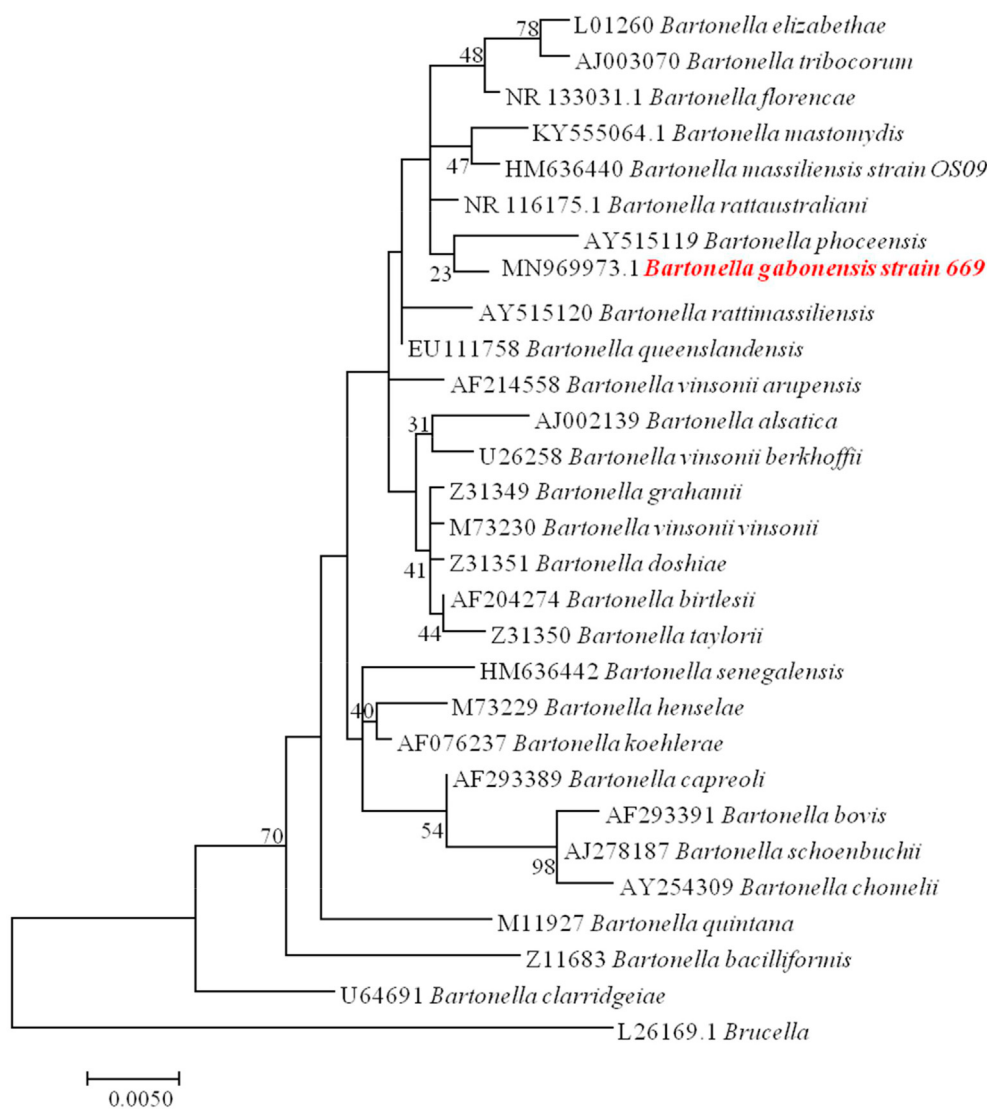 78
L01260 Bartonella elizabethae
48
AJ003070 Bartonella tribocorum
NR 133031.1 Bartonella florencae
KY555064.1 Bartonella mastomydis
47
HM636440 Bartonella massiliensis strain OS09
NR 116175.1 Bartonella rattaustraliani
AY515119 Bartonella phoceensis
23
MN969973.1 Bartonella gabonensis strain 669
AY515120 Bartonella rattimassiliensis
EU111758 Bartonella queenslandensis
AF214558 Bartonella vinsonii arupensis
31
AJ002139 Bartonella alsatica
U26258 Bartonella vinsonii berkhoffii
Z31349 Bartonella grahamii
M73230 Bartonella vinsonii vinsonii
41
Z31351 Bartonella doshiae
AF204274 Bartonella birtlesii
44
Z31350 Bartonella taylorii
HM636442 Bartonella senegalensis
40
M73229 Bartonella henselae
AF076237 Bartonella koehlerae
AF293389 Bartonella capreoli
54
AF293391 Bartonella bovis
AJ278187 Bartonella schoenbuchii
98
AY254309 Bartonella chomelii
70
M11927 Bartonella quintana
Z11683 Bartonella bacilliformis
U64691 Bartonella clarridgeiae
L26169.1 Brucella
0.0050